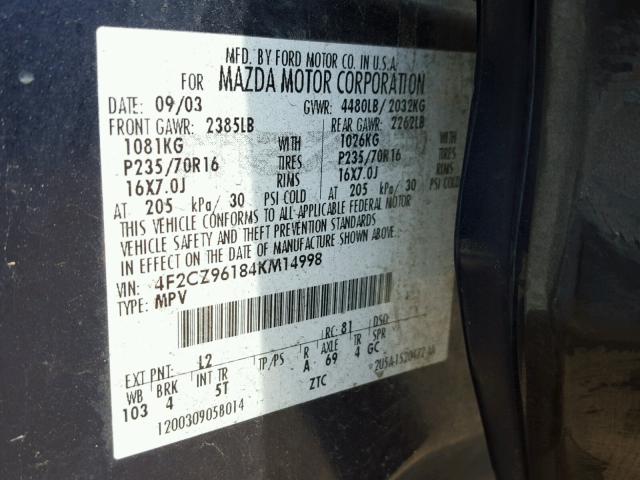 MFD. BY FORD MOTOR CO. IN U.S.A.
FOR MAZDA MOTOR CORPORATION
DATE: 09/03 GVWR: 4480LB/ 2032KG
FRONT GAWR: 2385LB REAR GAWR: 2262LB
1081KG WITH 1026KG WITH
P235/70R16 TIRES P235/70R16 TIRES
16X7.0J RIMS 16X7.0J RIMS
AT 205 kPa/ 30 PSI COLD AT 205 kPa/ 30 PSI COLD
THIS VEHICLE CONFORMS TO ALL APPLICABLE FEDERAL MOTOR
VEHICLE SAFETY AND THEFT PREVENTION STANDARDS
IN EFFECT ON THE DATE OF MANUFACTURE SHOWN ABOVE.
VIN: 4F2CZ96184KM14998
TYPE: MPV
RC: 81 DSO:
EXT PNT: L2
WB BRK INT TR TP/PS R AXLE TR SPR
103 4 5T A 69 4 GC
ZTC
120030905B014